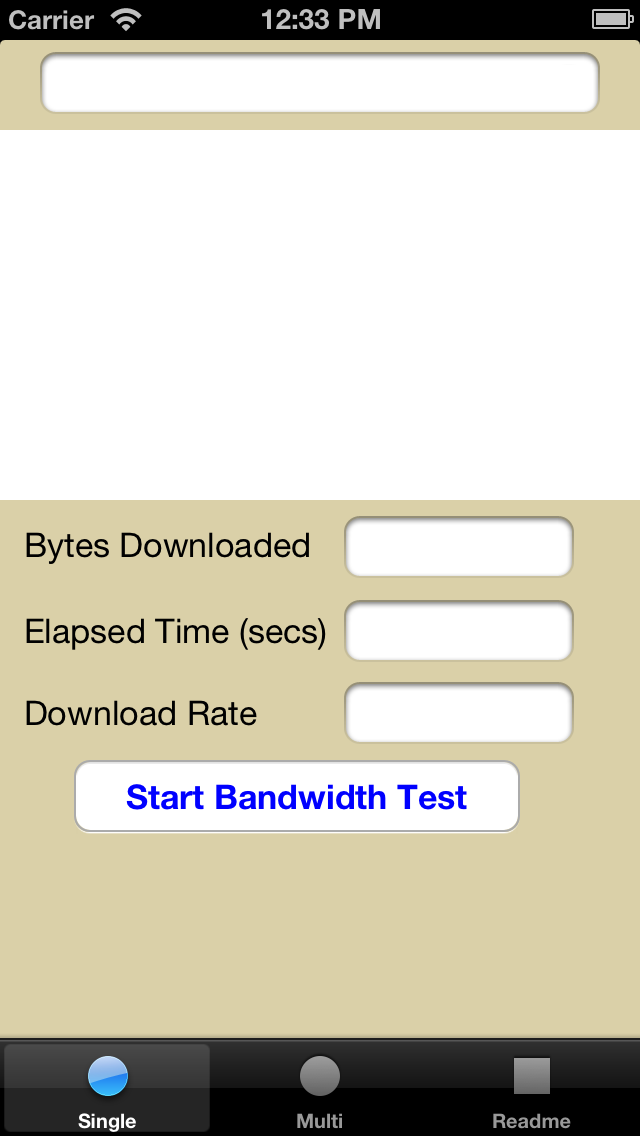 Carrier 12:33 PM
Bytes Downloaded
Elapsed Time (secs)
Download Rate
Start Bandwidth Test
Single Multi Readme